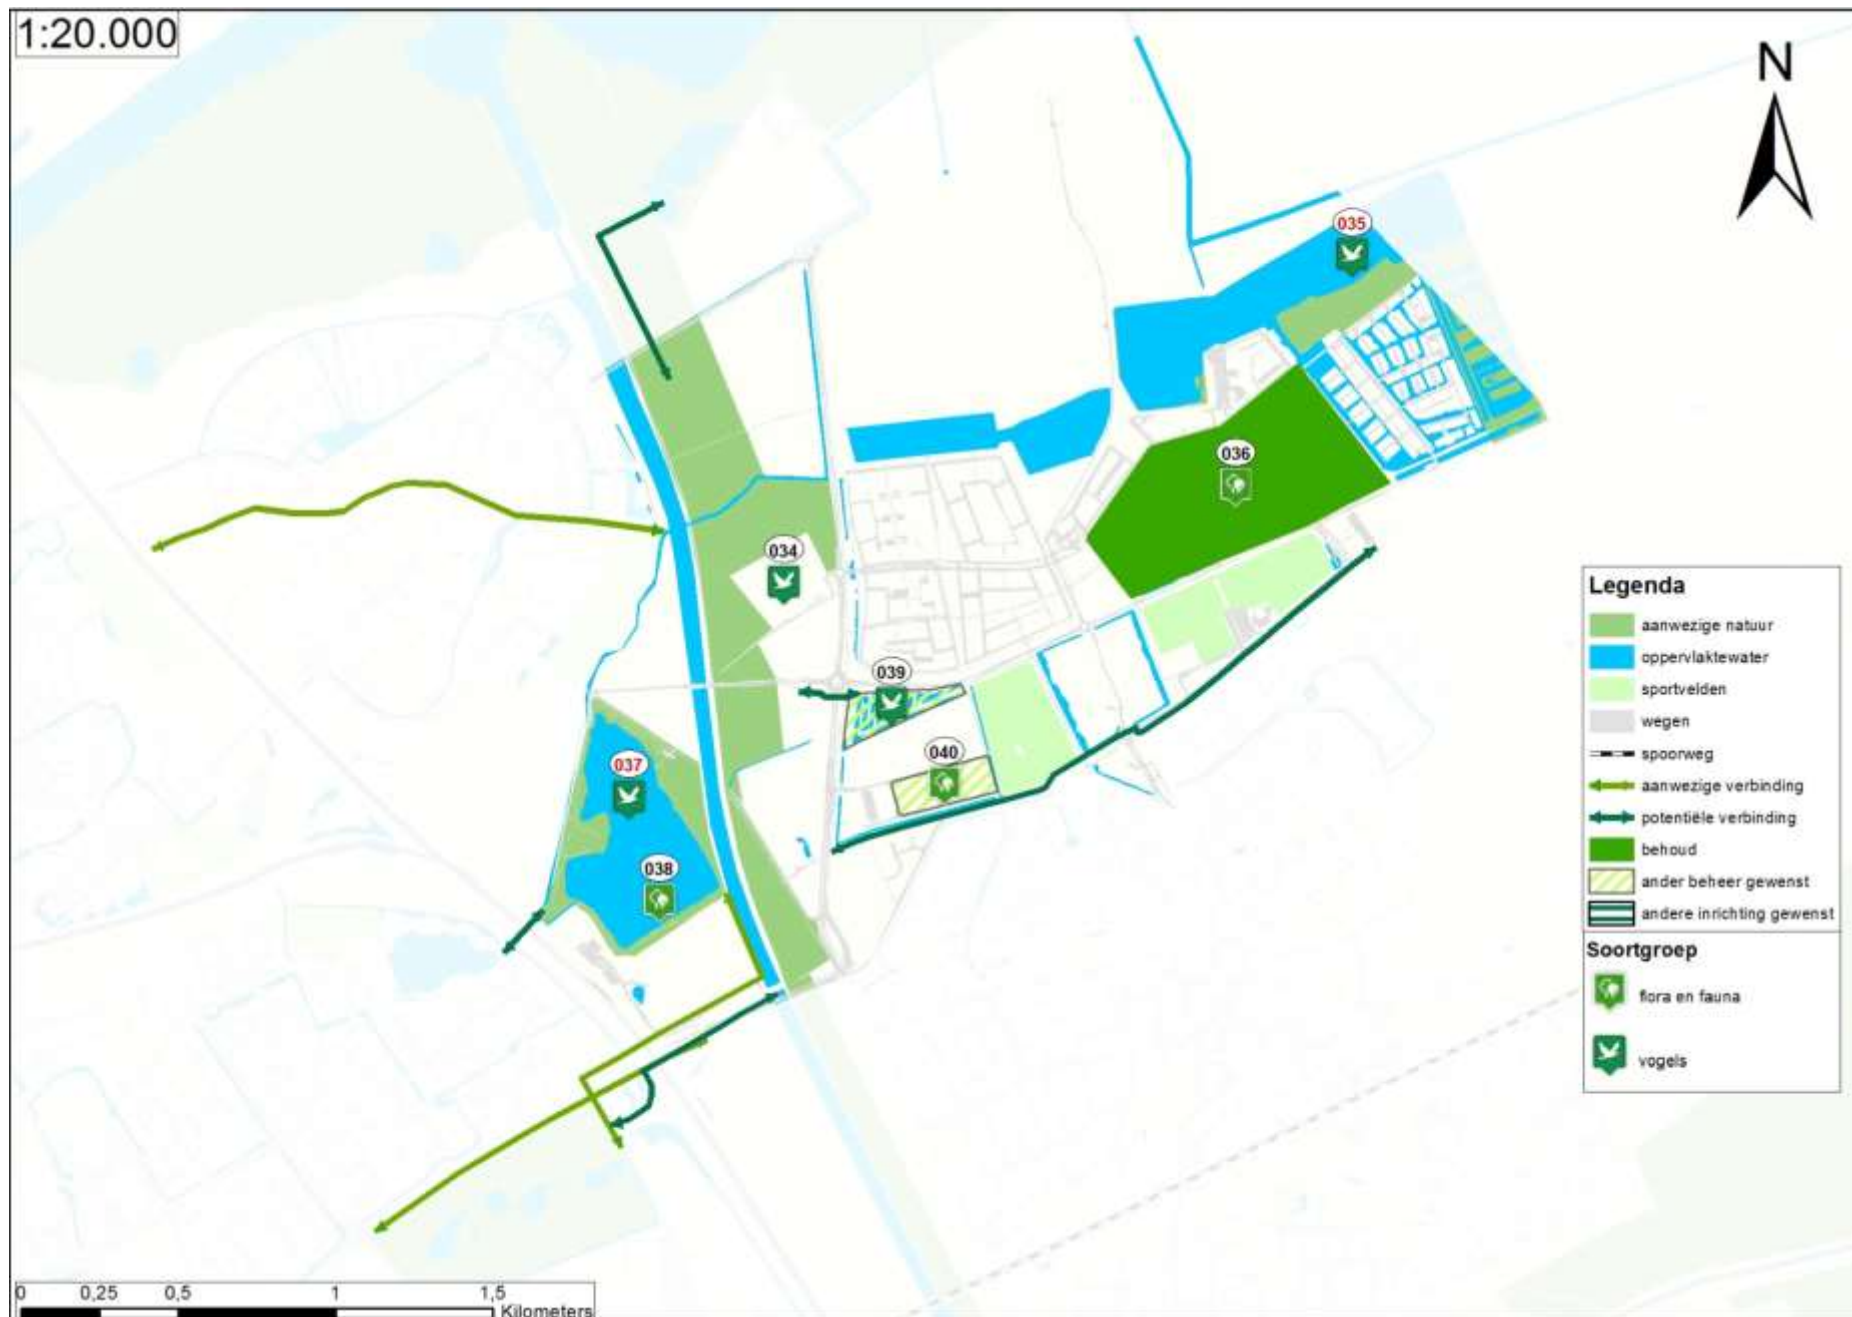 1:20.000
N
035
036
034
039
040
037
038
Legenda
aanwezige natuur
oppervlaktewater
sportvelden
wegen
spoorweg
aanwezige verbinding
potentiële verbinding
behoud
ander beheer gewenst
andere inrichting gewenst
Soortgroep
flora en fauna
vogels
0 0,25 0,5 1 1,5
Kilometers